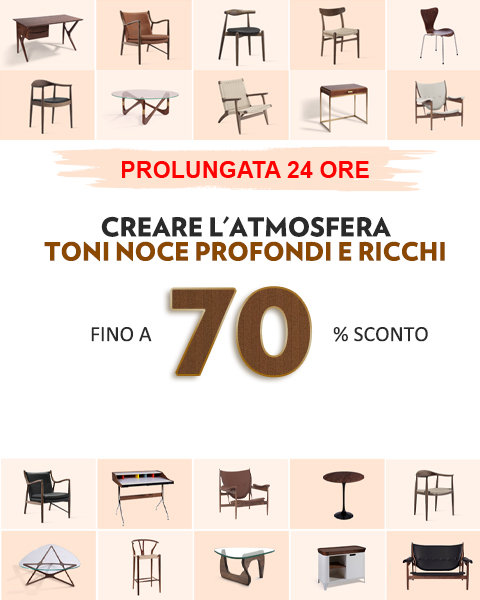 PROLUNGATA 24 ORE
CREARE L'ATMOSFERA
TONI NOCE PROFONDI E RICCHI
FINO A 70 % SCONTO